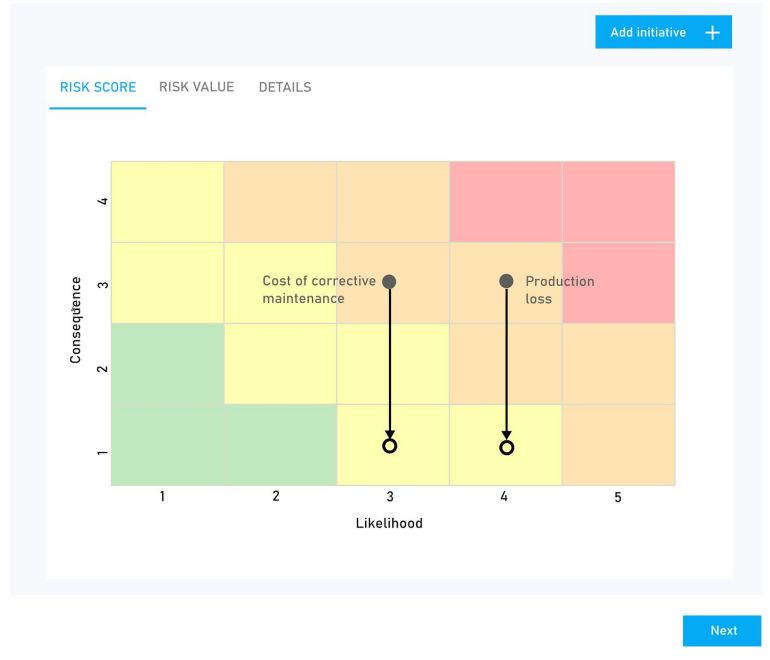 Add initiative
RISK SCORE
RISK VALUE
DETAILS
4
3
2
1
Consequence
Cost of corrective
maintenance
Production
loss
1
2
3
4
5
Likelihood
Next